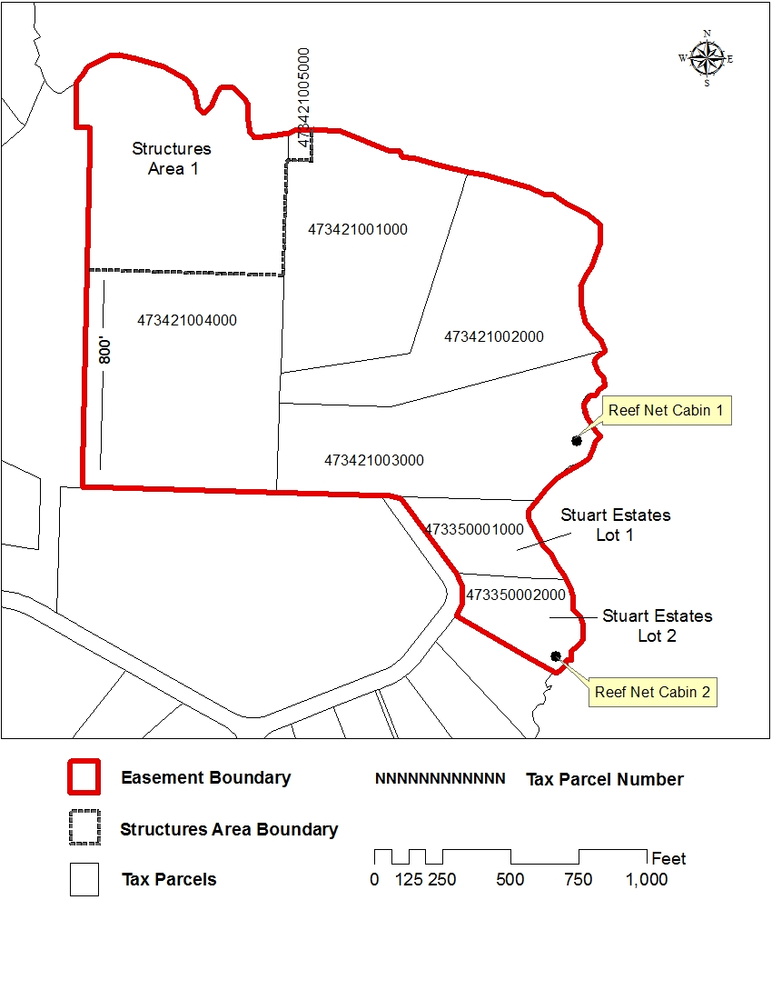 N
W E
S
473421005000
Structures
Area 1
473421001000
473421004000
473421002000
800'
Reef Net Cabin 1
473421003000
Stuart Estates
Lot 1
473350001000
473350002000
Stuart Estates
Lot 2
Reef Net Cabin 2
Easement Boundary
NNNNNNNNNNNN Tax Parcel Number
Structures Area Boundary
Feet
Tax Parcels
0 125 250 500 750 1,000